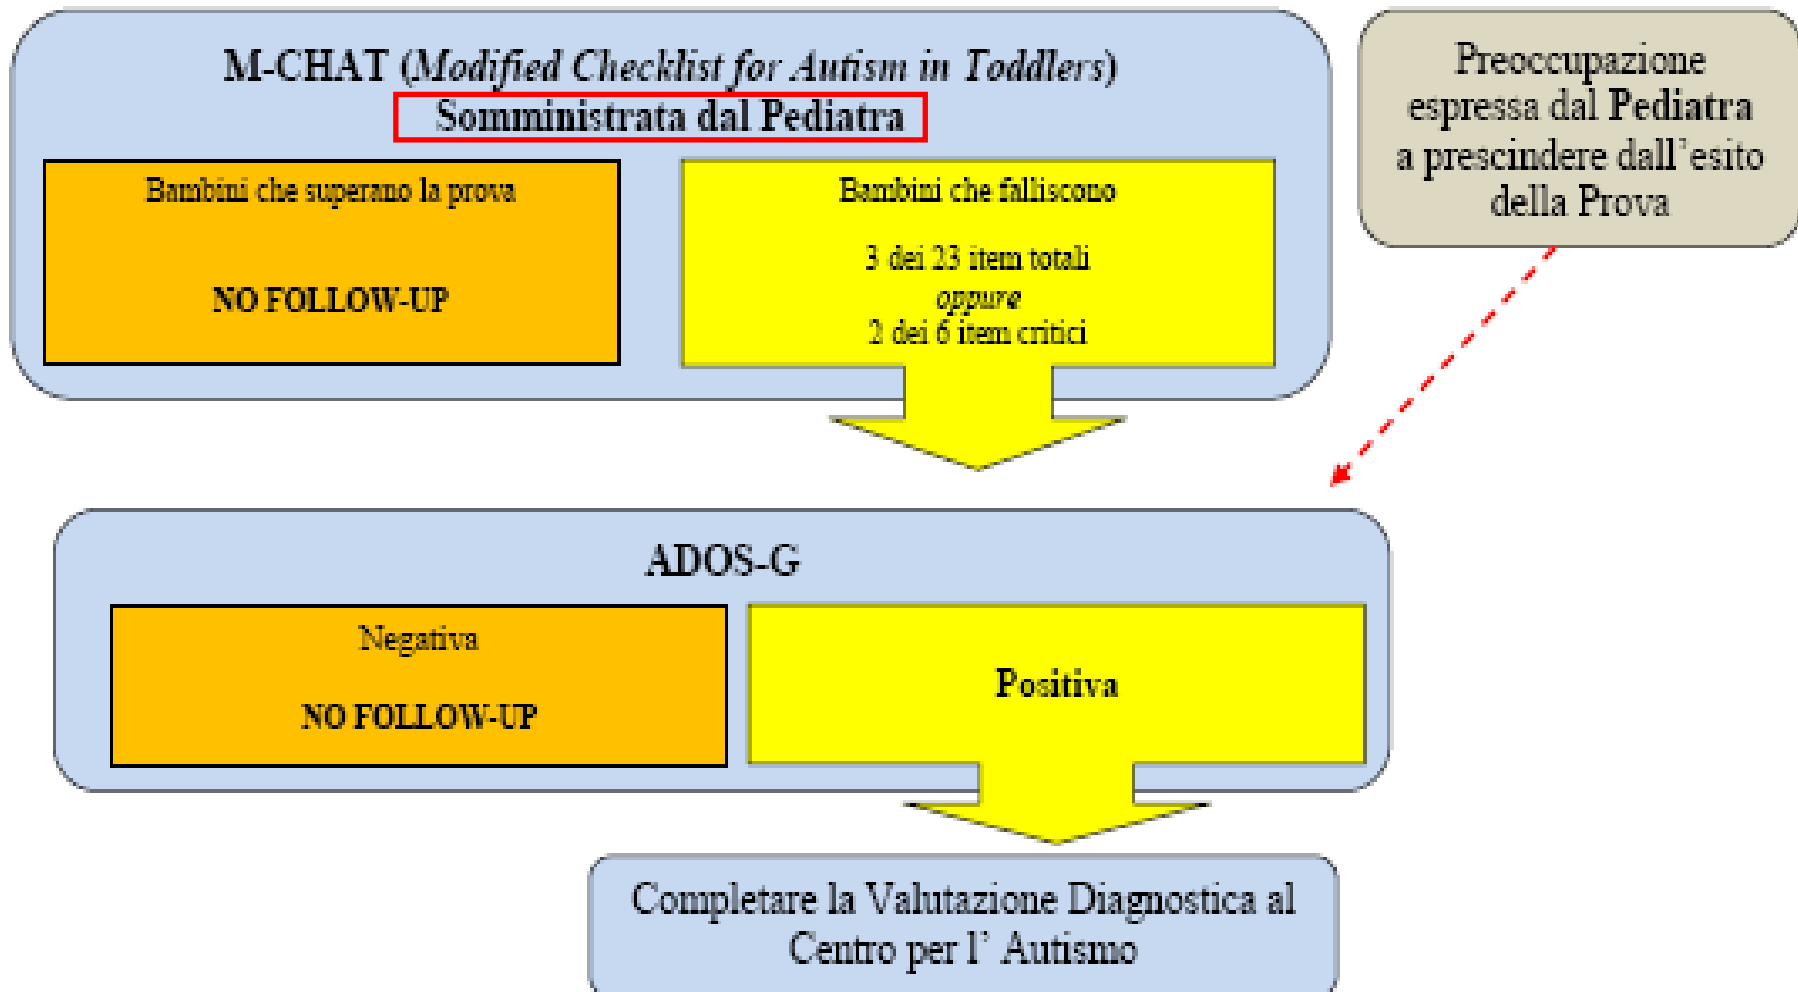 M-CHAT (Modified Checklist for Autism in Toddlers)
Somministrata dal Pediatra
Bambini che superano la prova
NO FOLLOW-UP
Bambini che falliscono
3 dei 23 item totali
oppure
2 dei 6 item critici
Preoccupazione
espressa dal Pediatra
a prescindere dall’esito
della Prova
ADOS-G
Negativa
NO FOLLOW-UP
Positiva
Completare la Valutazione Diagnostica al
Centro per l’ Autismo